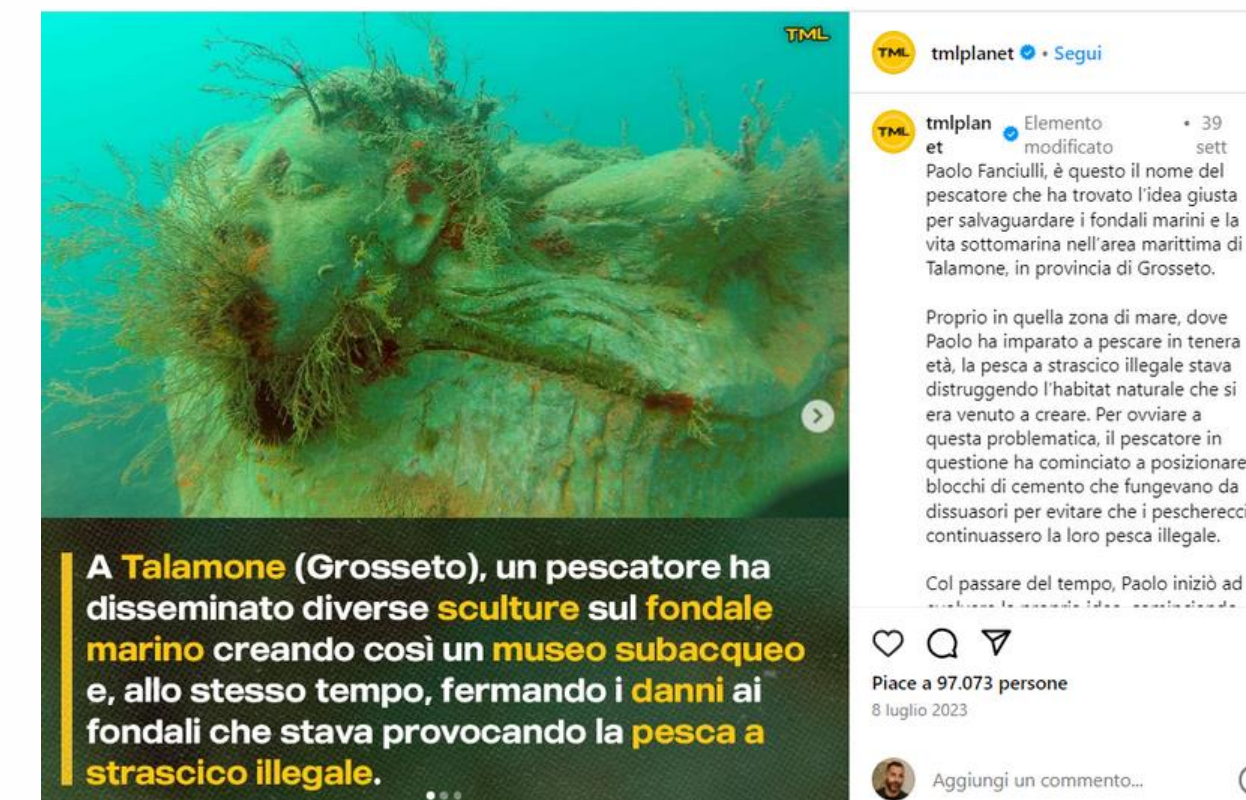 TML
A Talamone (Grosseto), un pescatore ha
disseminato diverse sculture sul fondale
marino creando così un museo subacqueo
e, allo stesso tempo, fermando i danni ai
fondali che stava provocando la pesca a
strascico illegale.
TML
tmlplanet • Segui
TML
tmlplan
et
Elemento
modificato
• 39
sett
Paolo Fanciulli, è questo il nome del
pescatore che ha trovato l'idea giusta
per salvaguardare i fondali marini e la
vita sottomarina nell'area marittima di
Talamone, in provincia di Grosseto.
Proprio in quella zona di mare, dove
Paolo ha imparato a pescare in tenera
età, la pesca a strascico illegale stava
distruggendo l'habitat naturale che si
era venuto a creare. Per ovviare a
questa problematica, il pescatore in
questione ha cominciato a posizionare
blocchi di cemento che fungevano da
dissuasori per evitare che i pescherecci
continuassero la loro pesca illegale.
Col passare del tempo, Paolo iniziò ad
Piace a 97.073 persone
8 luglio 2023
Aggiungi un commento...